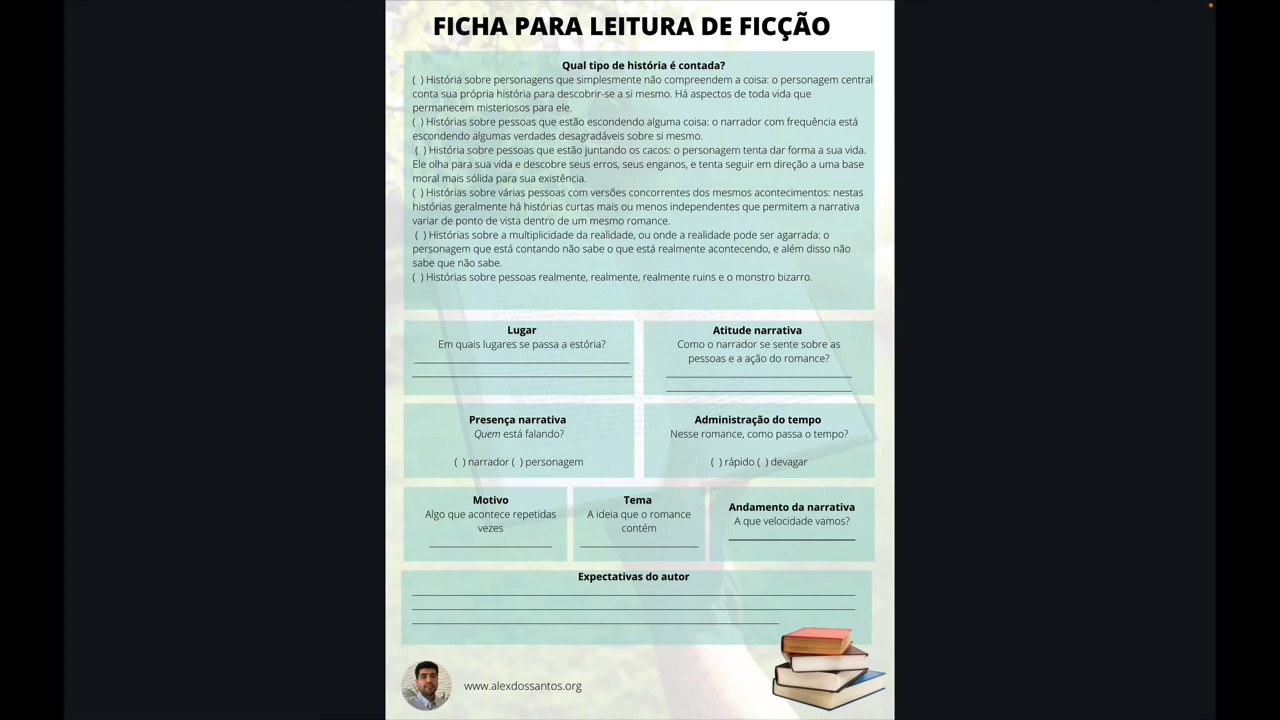 FICHA PARA LEITURA DE FICÇÃO
Qual tipo de história é contada?
( ) História sobre personagens que simplesmente não compreendem a coisa: o personagem central
conta sua própria história para descobrir-se a si mesmo. Há aspectos de toda vida que
permanecem misteriosos para ele.
( ) Histórias sobre pessoas que estão escondendo alguma coisa: o narrador com frequência está
escondendo algumas verdades desagradáveis sobre si mesmo.
( ) História sobre pessoas que estão juntando os cacos: o personagem tenta dar forma a sua vida.
Ele olha para sua vida e descobre seus erros, seus enganos, e tenta seguir em direção a uma base
moral mais sólida para sua existência.
( ) Histórias sobre várias pessoas com versões concorrentes dos mesmos acontecimentos: nestas
histórias geralmente há histórias curtas mais ou menos independentes que permitem a narrativa
variar de ponto de vista dentro de um mesmo romance.
( ) Histórias sobre a multiplicidade da realidade, ou onde a realidade pode ser agarrada: o
personagem que está contando não sabe o que está realmente acontecendo, e além disso não
sabe que não sabe.
( ) Histórias sobre pessoas realmente, realmente, realmente ruins e o monstro bizarro.
Lugar
Em quais lugares se passa a estória?
Atitude narrativa
Como o narrador se sente sobre as
pessoas e a ação do romance?
Presença narrativa
Quem está falando?
( ) narrador ( ) personagem
Administração do tempo
Nesse romance, como passa o tempo?
( ) rápido ( ) devagar
Motivo
Algo que acontece repetidas
vezes
Tema
A ideia que o romance
contém
Andamento da narrativa
A que velocidade vamos?
Expectativas do autor
www.alexdossantos.org